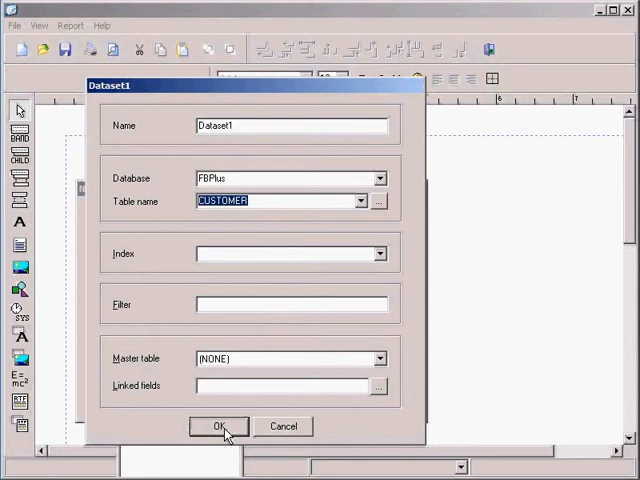 File View Report Help
6 7
Dataset1
Name Dataset1
Database FBPlus
Table name CUSTOMER ...
Index
Filter
Master table (NONE)
Linked fields ...
OK Cancel
BAND
CHILD
A
SYS
A
E=
mc²
RTF